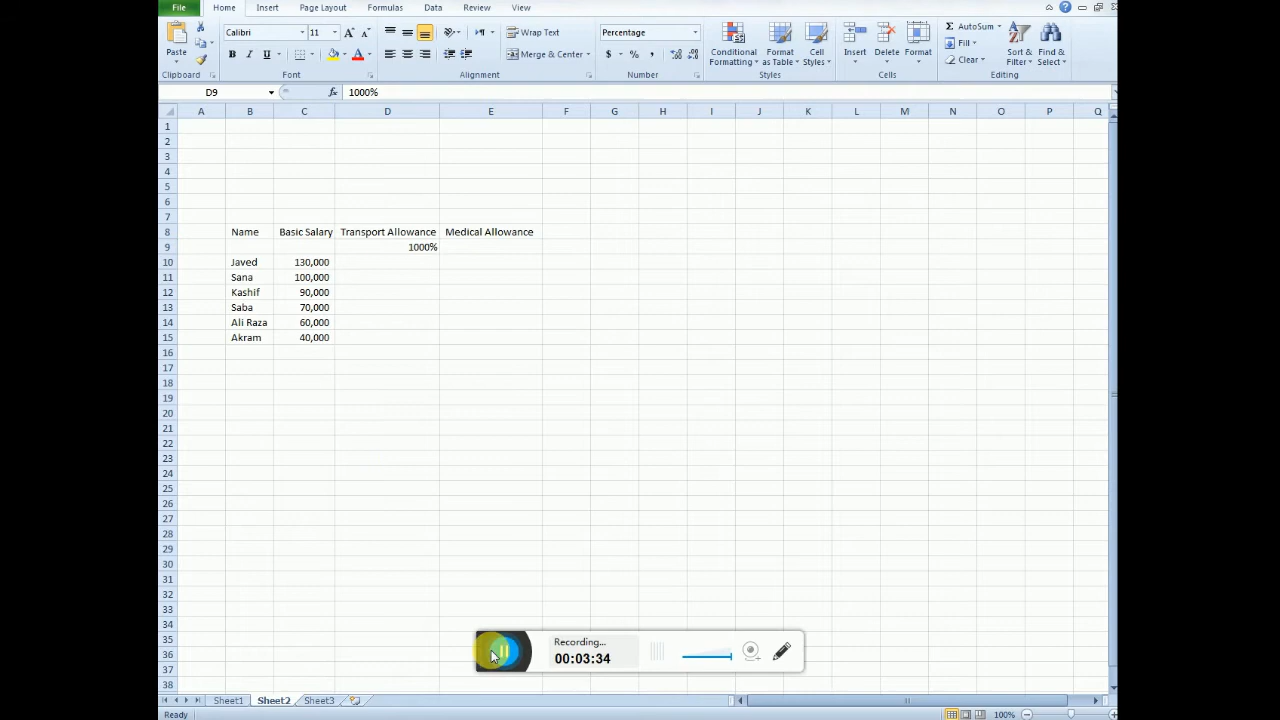 File Home Insert Page Layout Formulas Data Review View
Calibri 11 Wrap Text Percentage AutoSum
Paste Conditional Format Cell Insert Delete Format Fill Sort & Find &
B I U Merge & Center $ % , Formatting as Table Styles Clear Filter Select
Clipboard Font Alignment Number Styles Cells Editing
D9 fx 1000%
A B C D E F G H I J K M N O P Q
1
2
3
4
5
6
7
8 Name Basic Salary Transport Allowance Medical Allowance
9 1000%
10 Javed 130,000
11 Sana 100,000
12 Kashif 90,000
13 Saba 70,000
14 Ali Raza 60,000
15 Akram 40,000
16
17
18
19
20
21
22
23
24
25
26
27
28
29
30
31
32
33
34
35
36
37
38
Recording...
00:03:34
Sheet1 Sheet2 Sheet3
Ready 100%